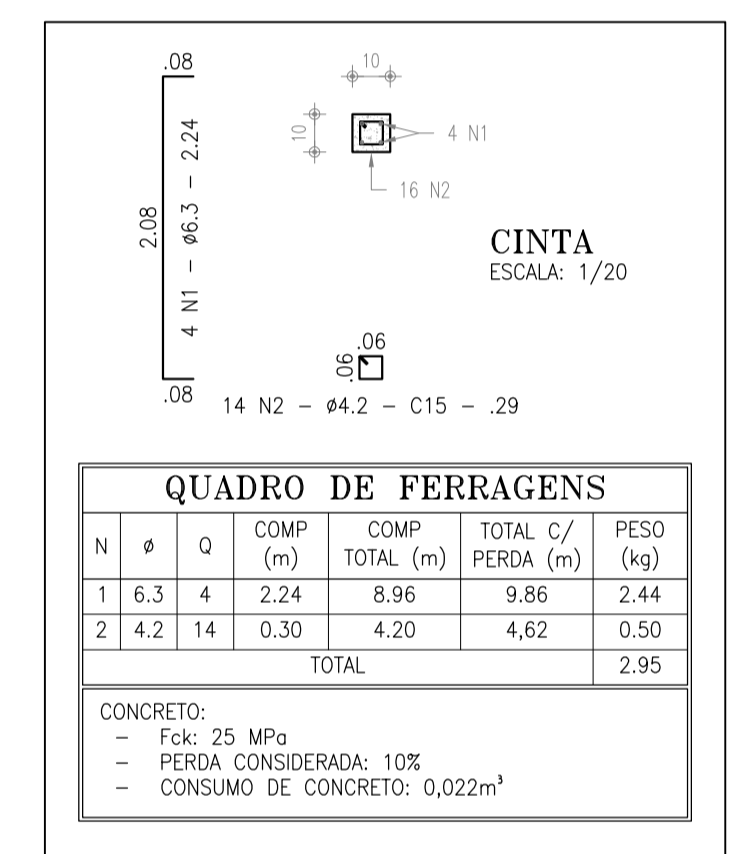 .08
10
2.08
4 N1 – ø6.3 – 2.24
10
4 N1
16 N2
CINTA
ESCALA: 1/20
.06
.06
.08
14 N2 – ø4.2 – C15 – .29
QUADRO DE FERRAGENS
N ø Q COMP (m) COMP TOTAL (m) TOTAL C/ PERDA (m) PESO (kg)
1 6.3 4 2.24 8.96 9.86 2.44
2 4.2 14 0.30 4.20 4,62 0.50
TOTAL 2.95
CONCRETO:
– Fck: 25 MPa
– PERDA CONSIDERADA: 10%
– CONSUMO DE CONCRETO: 0,022m³